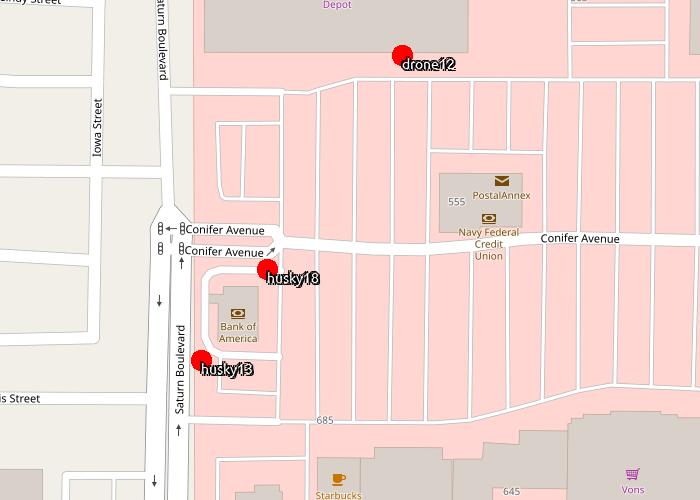 Depot
Saturn Boulevard
drone12
Iowa Street
555
PostalAnnex
Navy Federal
Credit
Union
Conifer Avenue
Conifer Avenue
Conifer Avenue
husky18
Bank of
America
Saturn Boulevard
husky13
685
Starbucks
645
Vons